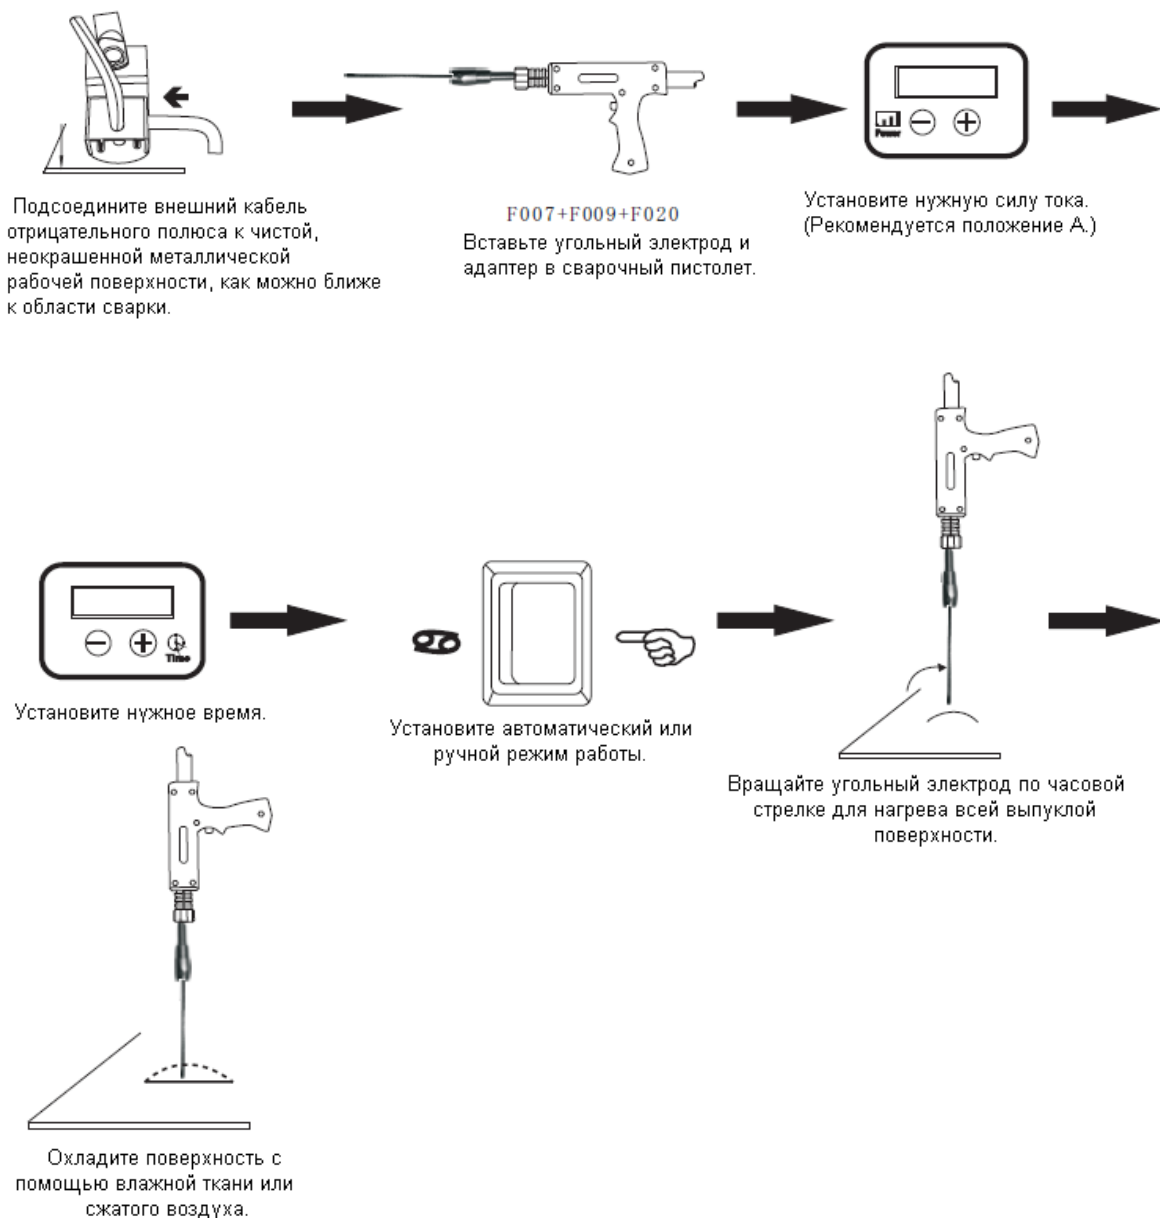 Подсоедините внешний кабель
отрицательного полюса к чистой,
неокрашенной металлической
рабочей поверхности, как можно ближе
к области сварки.
F007+F009+F020
Вставьте угольный электрод и
адаптер в сварочный пистолет.
Power
Установите нужную силу тока.
(Рекомендуется положение А.)
Time
Установите нужное время.
Установите автоматический или
ручной режим работы.
Вращайте угольный электрод по часовой
стрелке для нагрева всей выпуклой
поверхности.
Охладите поверхность с
помощью влажной ткани или
сжатого воздуха.